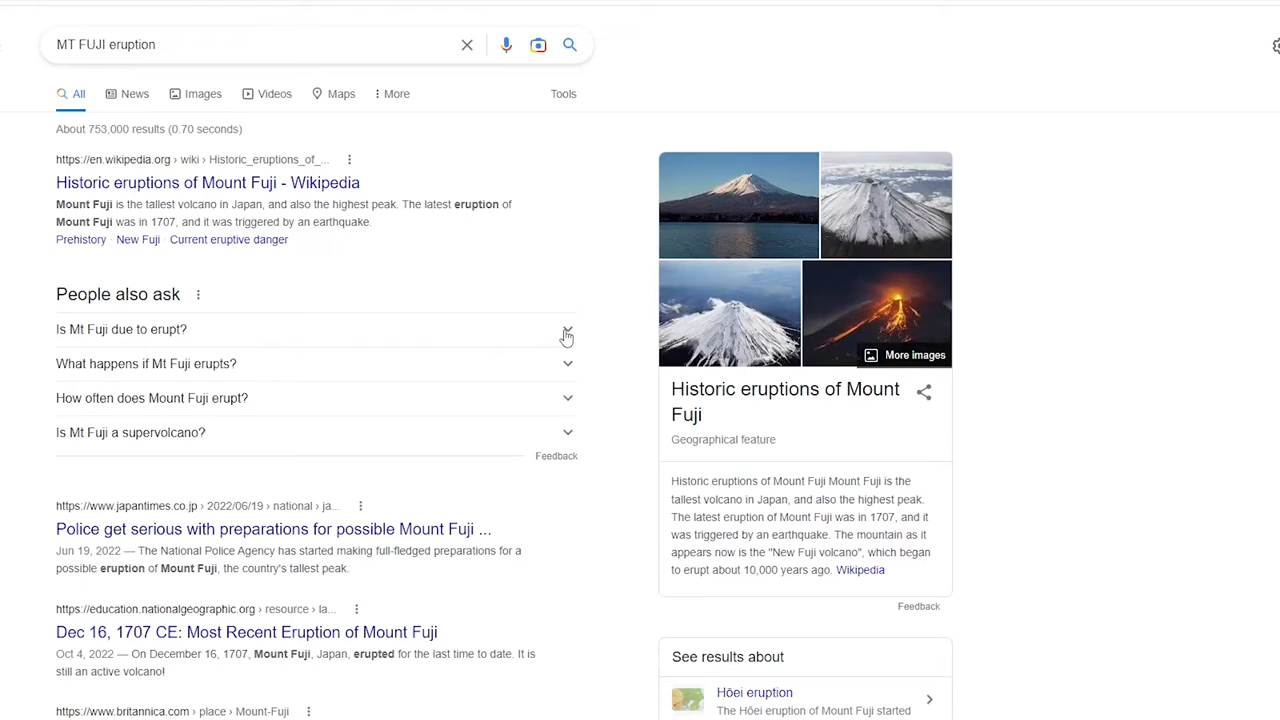 MT FUJI eruption
All
News
Images
Videos
Maps
More
Tools
About 753,000 results (0.70 seconds)
https://en.wikipedia.org › wiki › Historic_eruptions_of_...
Historic eruptions of Mount Fuji - Wikipedia
Mount Fuji is the tallest volcano in Japan, and also the highest peak. The latest eruption of
Mount Fuji was in 1707, and it was triggered by an earthquake.
Prehistory · New Fuji · Current eruptive danger
People also ask
Is Mt Fuji due to erupt?
What happens if Mt Fuji erupts?
How often does Mount Fuji erupt?
Is Mt Fuji a supervolcano?
Feedback
https://www.japantimes.co.jp › 2022/06/19 › national › ja...
Police get serious with preparations for possible Mount Fuji ...
Jun 19, 2022 — The National Police Agency has started making full-fledged preparations for a
possible eruption of Mount Fuji, the country's tallest peak.
https://education.nationalgeographic.org › resource › la...
Dec 16, 1707 CE: Most Recent Eruption of Mount Fuji
Oct 4, 2022 — On December 16, 1707, Mount Fuji, Japan, erupted for the last time to date. It is
still an active volcano!
https://www.britannica.com › place › Mount-Fuji
More images
Historic eruptions of Mount
Fuji
Geographical feature
Historic eruptions of Mount Fuji Mount Fuji is the
tallest volcano in Japan, and also the highest peak.
The latest eruption of Mount Fuji was in 1707, and it
was triggered by an earthquake. The mountain as it
appears now is the "New Fuji volcano", which began
to erupt about 10,000 years ago. Wikipedia
Feedback
See results about
Hōei eruption
The Hōei eruption of Mount Fuji started